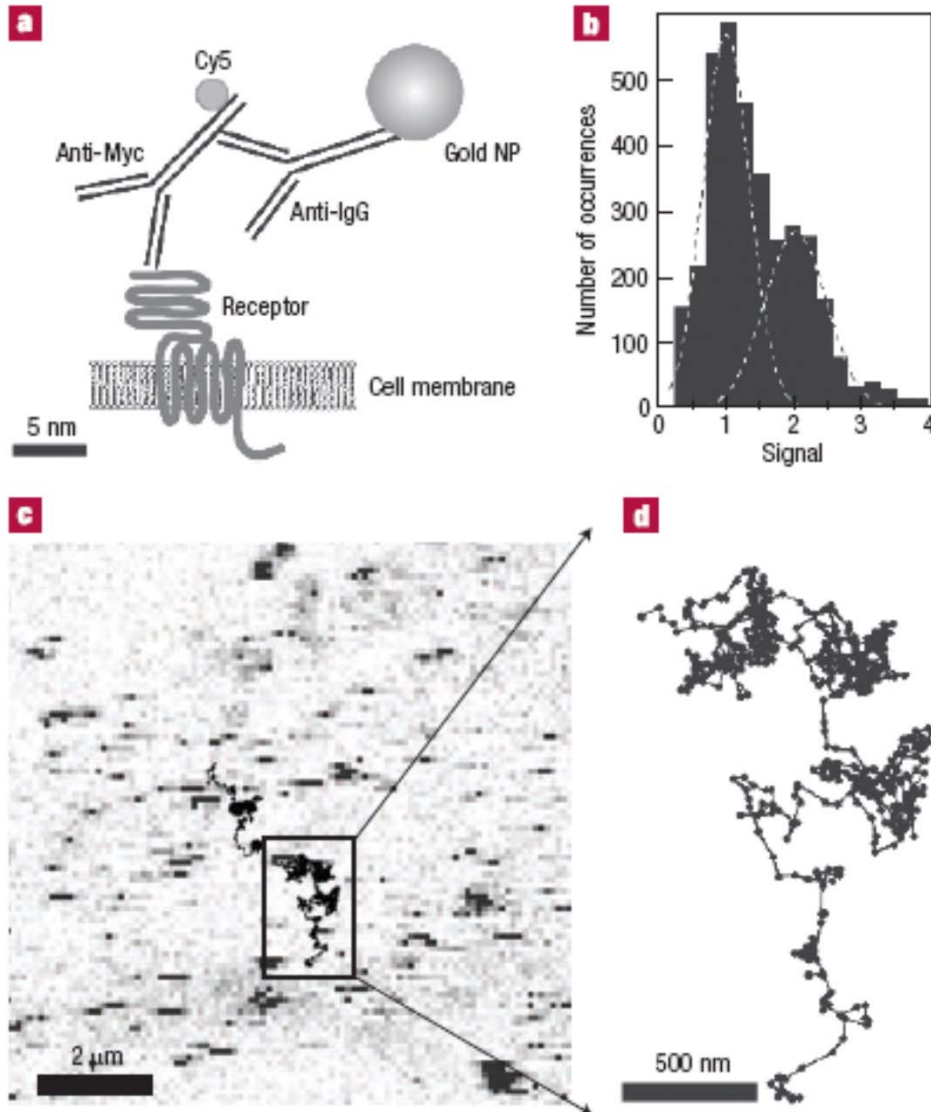 a
Cy5
Anti-Myc
Gold NP
Anti-IgG
Receptor
Cell membrane
5 nm
b
Number of occurrences
500
400
300
200
100
0
0 1 2 3 4
Signal
c
2 μm
d
500 nm